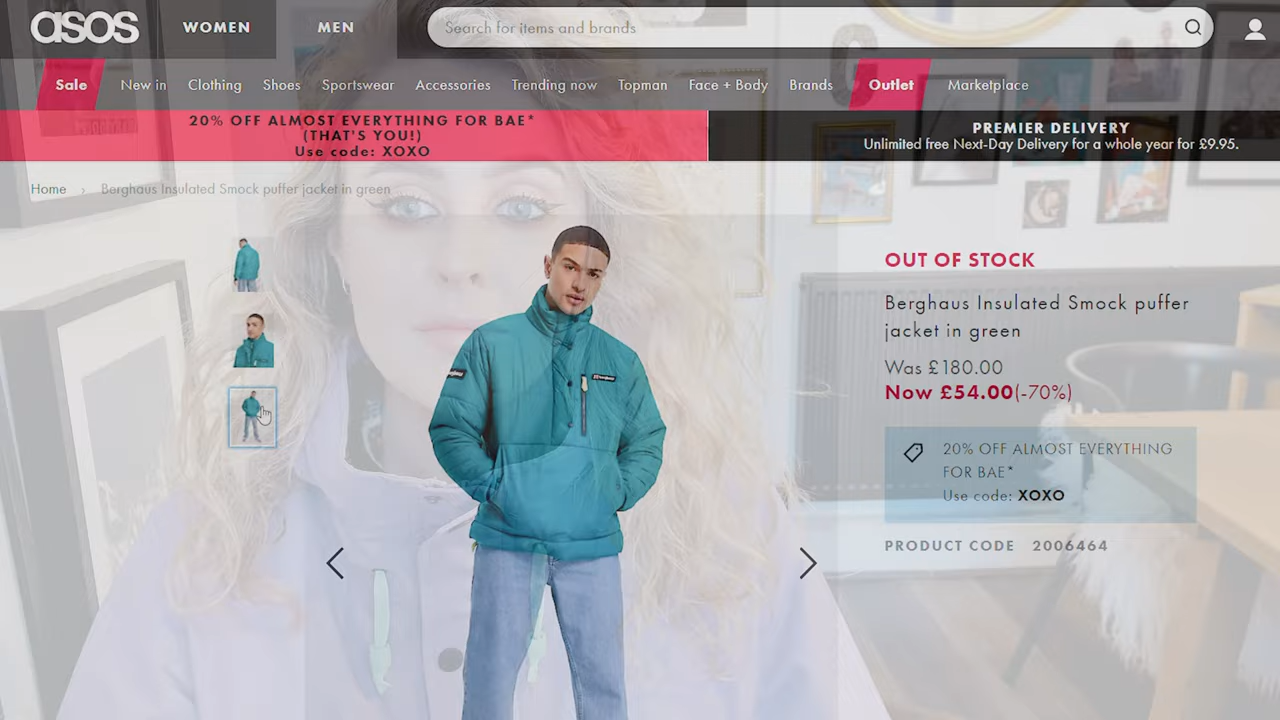 asos
WOMEN
MEN
Search for items and brands
Sale
New in
Clothing
Shoes
Sportswear
Accessories
Trending now
Topman
Face + Body
Brands
Outlet
Marketplace
20% OFF ALMOST EVERYTHING FOR BAE*
(THAT'S YOU!)
Use code: XOXO
PREMIER DELIVERY
Unlimited free Next-Day Delivery for a whole year for £9.95.
Home › Berghaus Insulated Smock puffer jacket in green
OUT OF STOCK
Berghaus Insulated Smock puffer
jacket in green
Was £180.00
Now £54.00(-70%)
20% OFF ALMOST EVERYTHING
FOR BAE*
Use code: XOXO
PRODUCT CODE 2006464